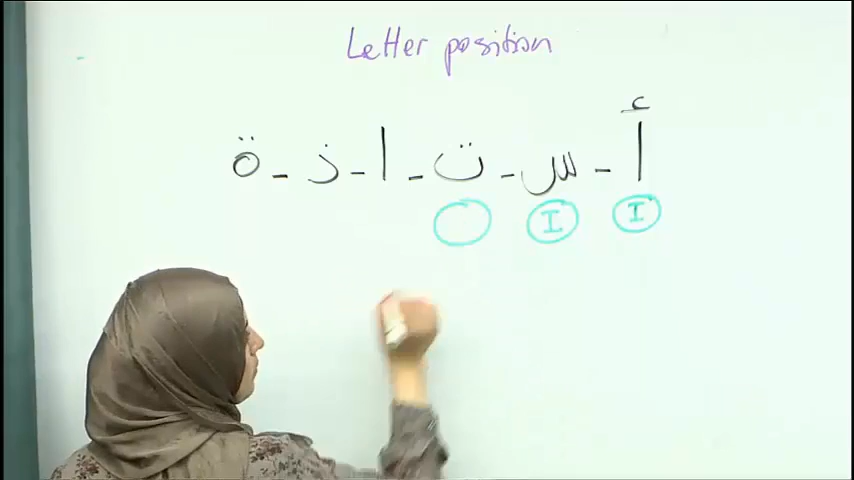 Letter position
أُ - س - ت - ا - ذ - ة
I I